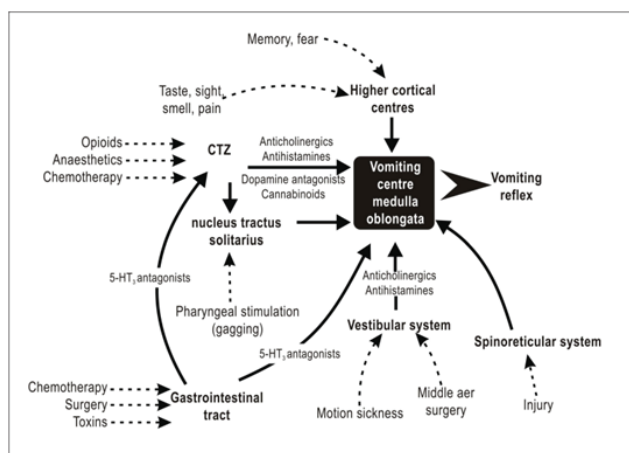 Memory, fear
Taste, sight,
smell, pain
Higher cortical
centres
Opioids
Anaesthetics
Chemotherapy
CTZ
Anticholinergics
Antihistamines
Dopamine antagonists
Cannabinoids
Vomiting
centre
medulla
oblongata
Vomiting
reflex
nucleus tractus
solitarius
5-HT₃ antagonists
Pharyngeal stimulation
(gagging)
Anticholinergics
Antihistamines
Vestibular system
Spinoreticular system
5-HT₃ antagonists
Chemotherapy
Surgery
Toxins
Gastrointestinal
tract
Motion sickness
Middle aer
surgery
Injury